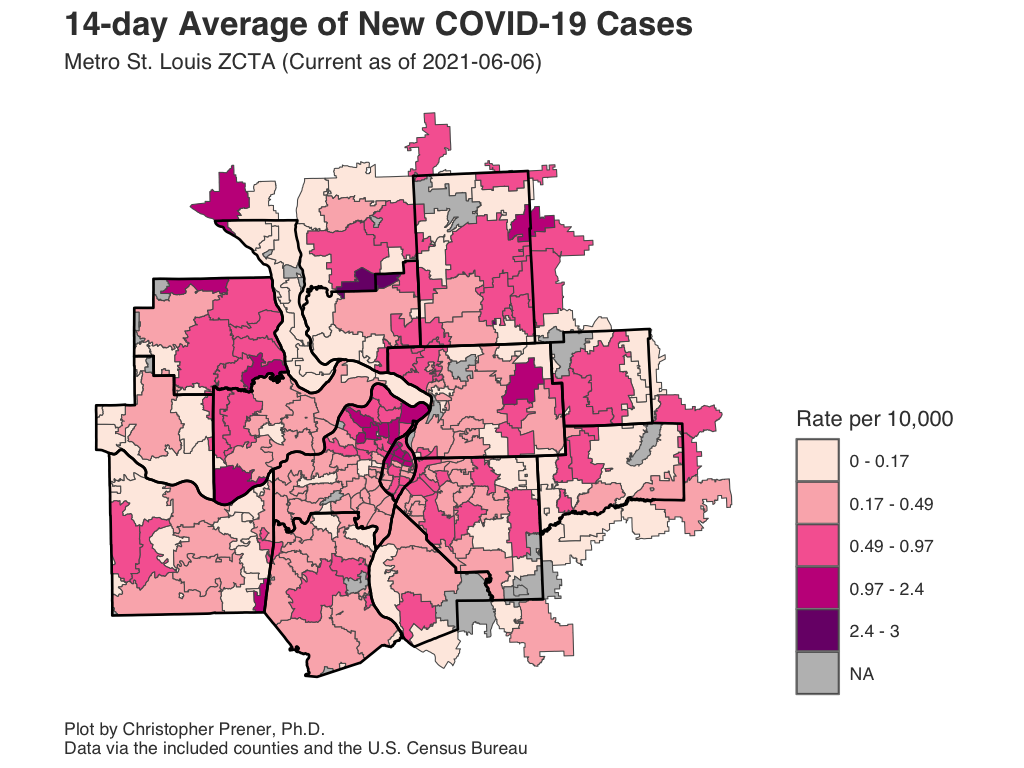 14-day Average of New COVID-19 Cases
Metro St. Louis ZCTA (Current as of 2021-06-06)
Rate per 10,000
0 - 0.17
0.17 - 0.49
0.49 - 0.97
0.97 - 2.4
2.4 - 3
NA
Plot by Christopher Prener, Ph.D.
Data via the included counties and the U.S. Census Bureau